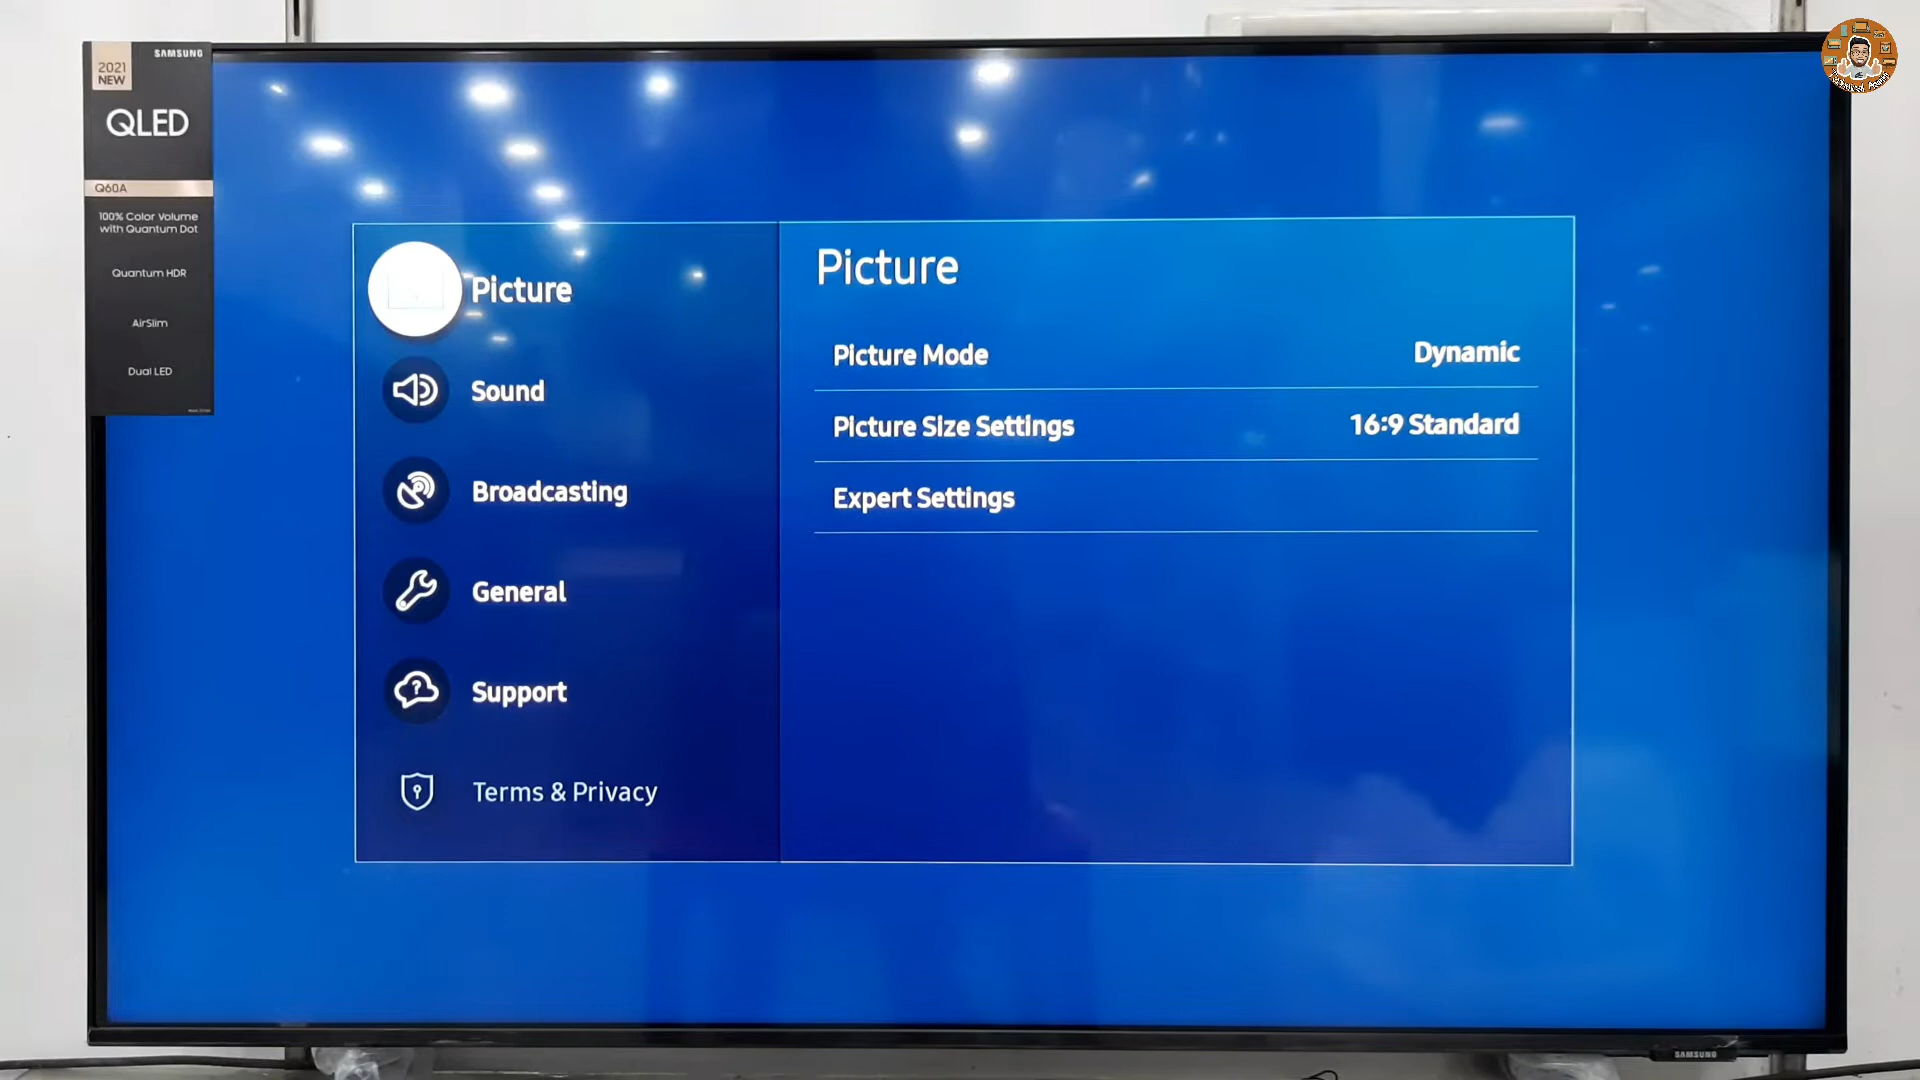 SAMSUNG
2021
NEW
QLED
Q60A
100% Color Volume
with Quantum Dot
Quantum HDR
AirSlim
Dual LED
Picture
Sound
Broadcasting
General
Support
Terms & Privacy
Picture
Picture Mode Dynamic
Picture Size Settings 16:9 Standard
Expert Settings
SAMSUNG